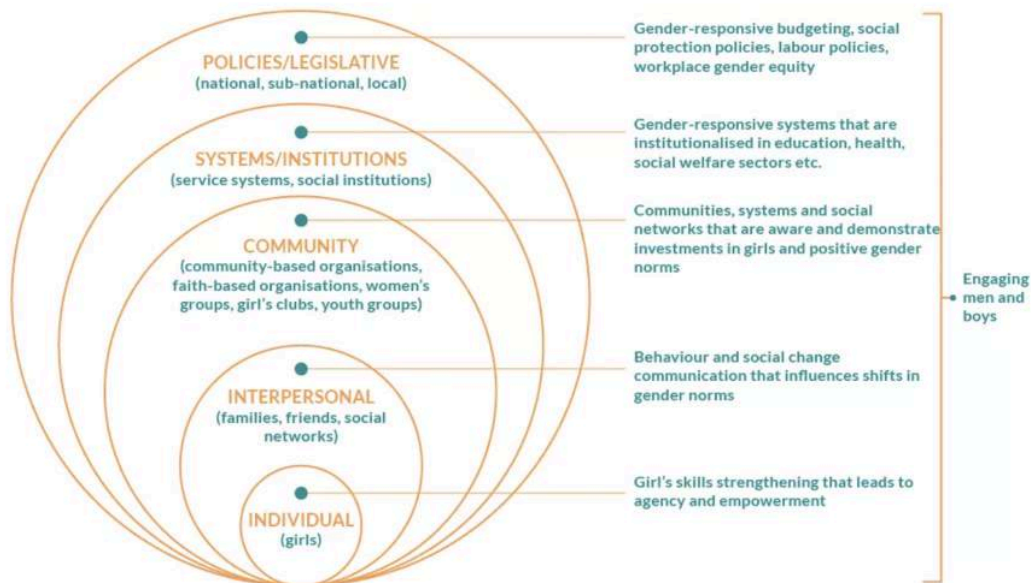 POLICIES/LEGISLATIVE
(national, sub-national, local)
Gender-responsive budgeting, social
protection policies, labour policies,
workplace gender equity
SYSTEMS/INSTITUTIONS
(service systems, social institutions)
Gender-responsive systems that are
institutionalised in education, health,
social welfare sectors etc.
COMMUNITY
(community-based organisations,
faith-based organisations, women's
groups, girl's clubs, youth groups)
Communities, systems and social
networks that are aware and demonstrate
investments in girls and positive gender
norms
INTERPERSONAL
(families, friends, social
networks)
Behaviour and social change
communication that influences shifts in
gender norms
INDIVIDUAL
(girls)
Girl's skills strengthening that leads to
agency and empowerment
Engaging
men and
boys